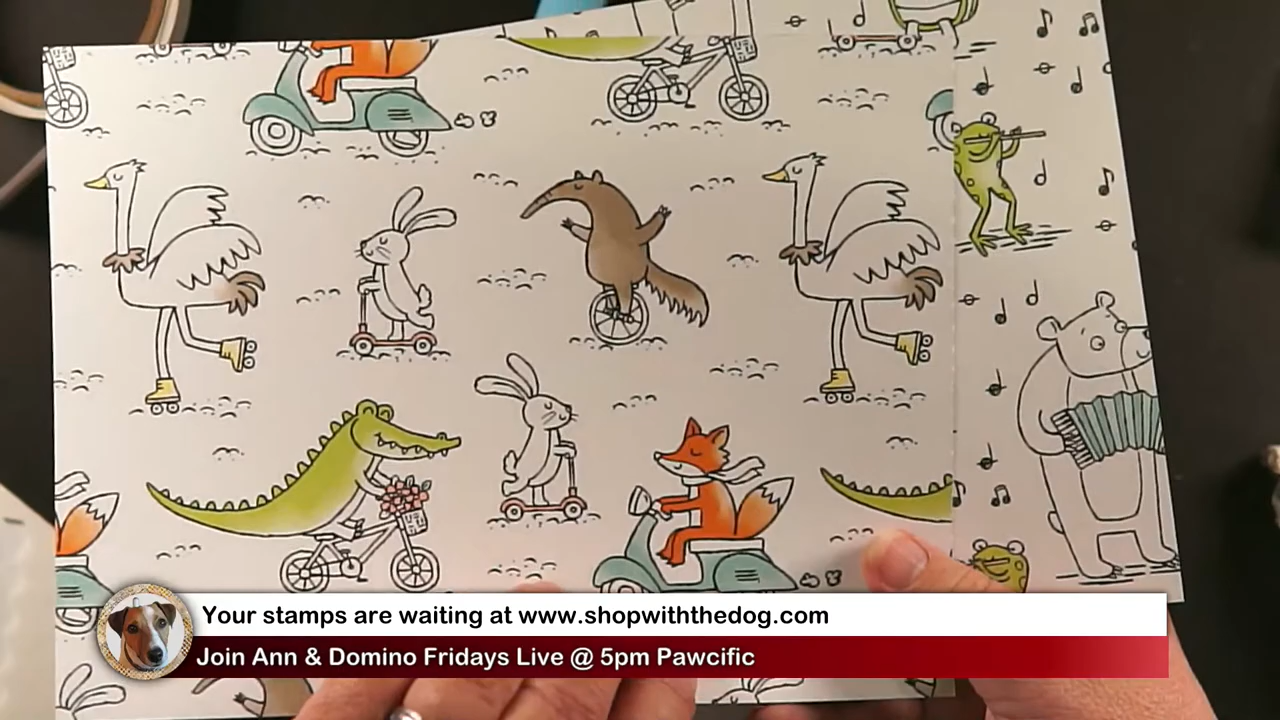 Your stamps are waiting at www.shopwiththedog.com
Join Ann & Domino Fridays Live @ 5pm Pawcific